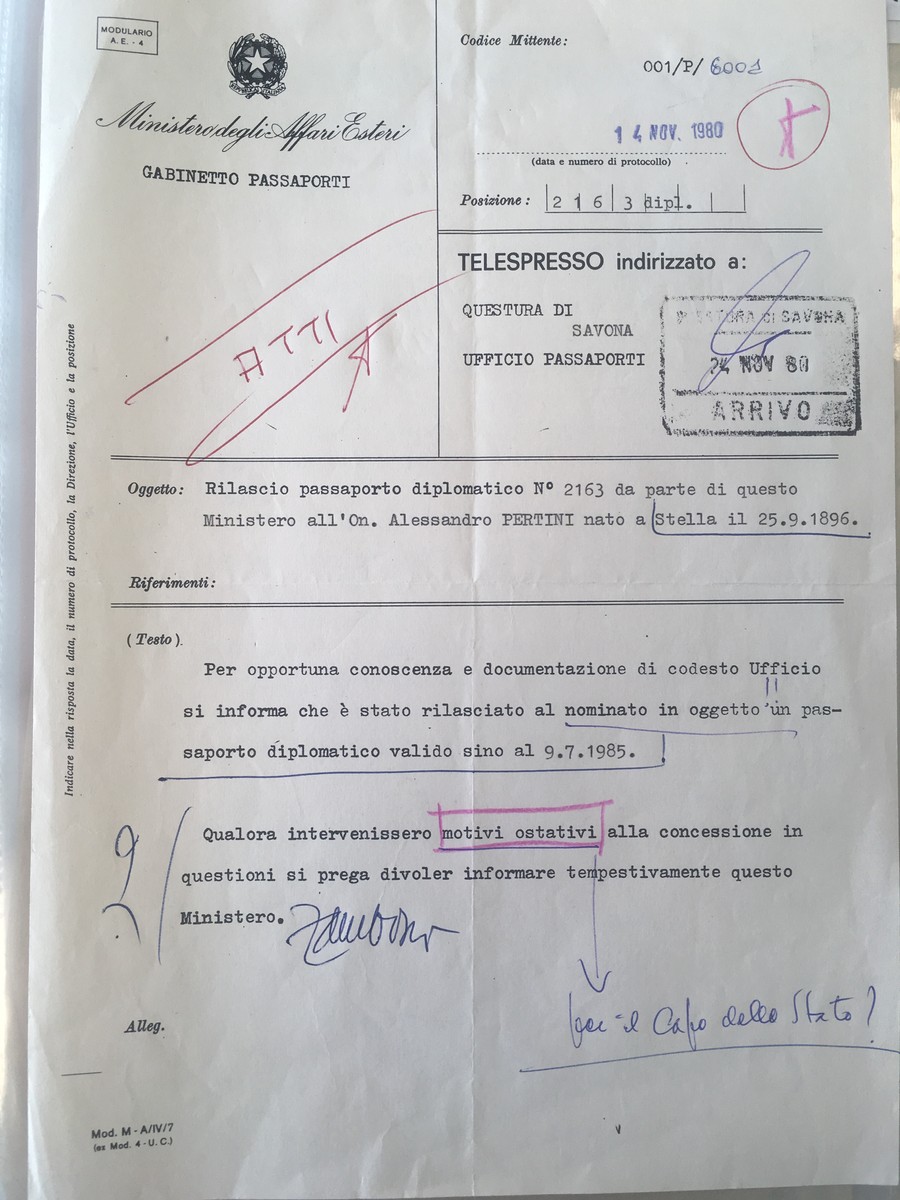 MODULARIO
A. E. - 4
REPVBBLICA ITALIANA
Ministero degli Affari Esteri
GABINETTO PASSAPORTI
Codice Mittente:
001/P/ 6001
14 NOV. 1980
(data e numero di protocollo)
Posizione: 2 1 6 3 dipl.
TELESPRESSO indirizzato a:
QUESTURA DI
SAVONA
UFFICIO PASSAPORTI
QUESTURA di SAVONA
24 NOV 80
ARRIVO
ATTI
Indicare nella risposta la data, il numero di protocollo, la Direzione, l'Ufficio e la posizione
Oggetto: Rilascio passaporto diplomatico N° 2163 da parte di questo
Ministero all'On. Alessandro PERTINI nato a Stella il 25.9.1896.
Riferimenti:
(Testo).
Per opportuna conoscenza e documentazione di codesto Ufficio
si informa che è stato rilasciato al nominato in oggetto un pas-
saporto diplomatico valido sino al 9.7.1985.
?
Qualora intervenissero motivi ostativi alla concessione in
questioni si prega divoler informare tempestivamente questo
Ministero.
per il Capo dello Stato?
Alleg.
Mod. M - A/IV/7
(ex Mod. 4 - U. C.)